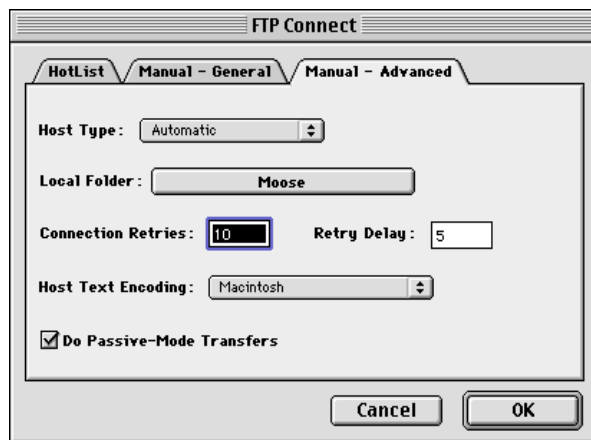 FTP Connect
HotList Manual - General Manual - Advanced
Host Type: Automatic
Local Folder: Moose
Connection Retries: 10 Retry Delay: 5
Host Text Encoding: Macintosh
Do Passive-Mode Transfers
Cancel OK